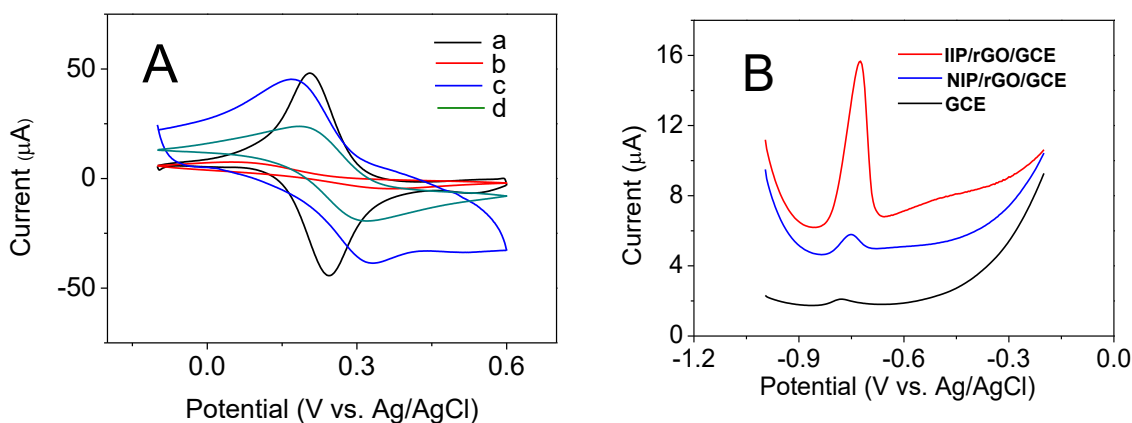 A
a
b
c
d
50
0
-50
0.0
0.3
0.6
Current (μA)
Potential (V vs. Ag/AgCl)
B
IIP/rGO/GCE
NIP/rGO/GCE
GCE
16
12
8
4
0
-1.2
-0.9
-0.6
-0.3
0.0
Current (μA)
Potential (V vs. Ag/AgCl)